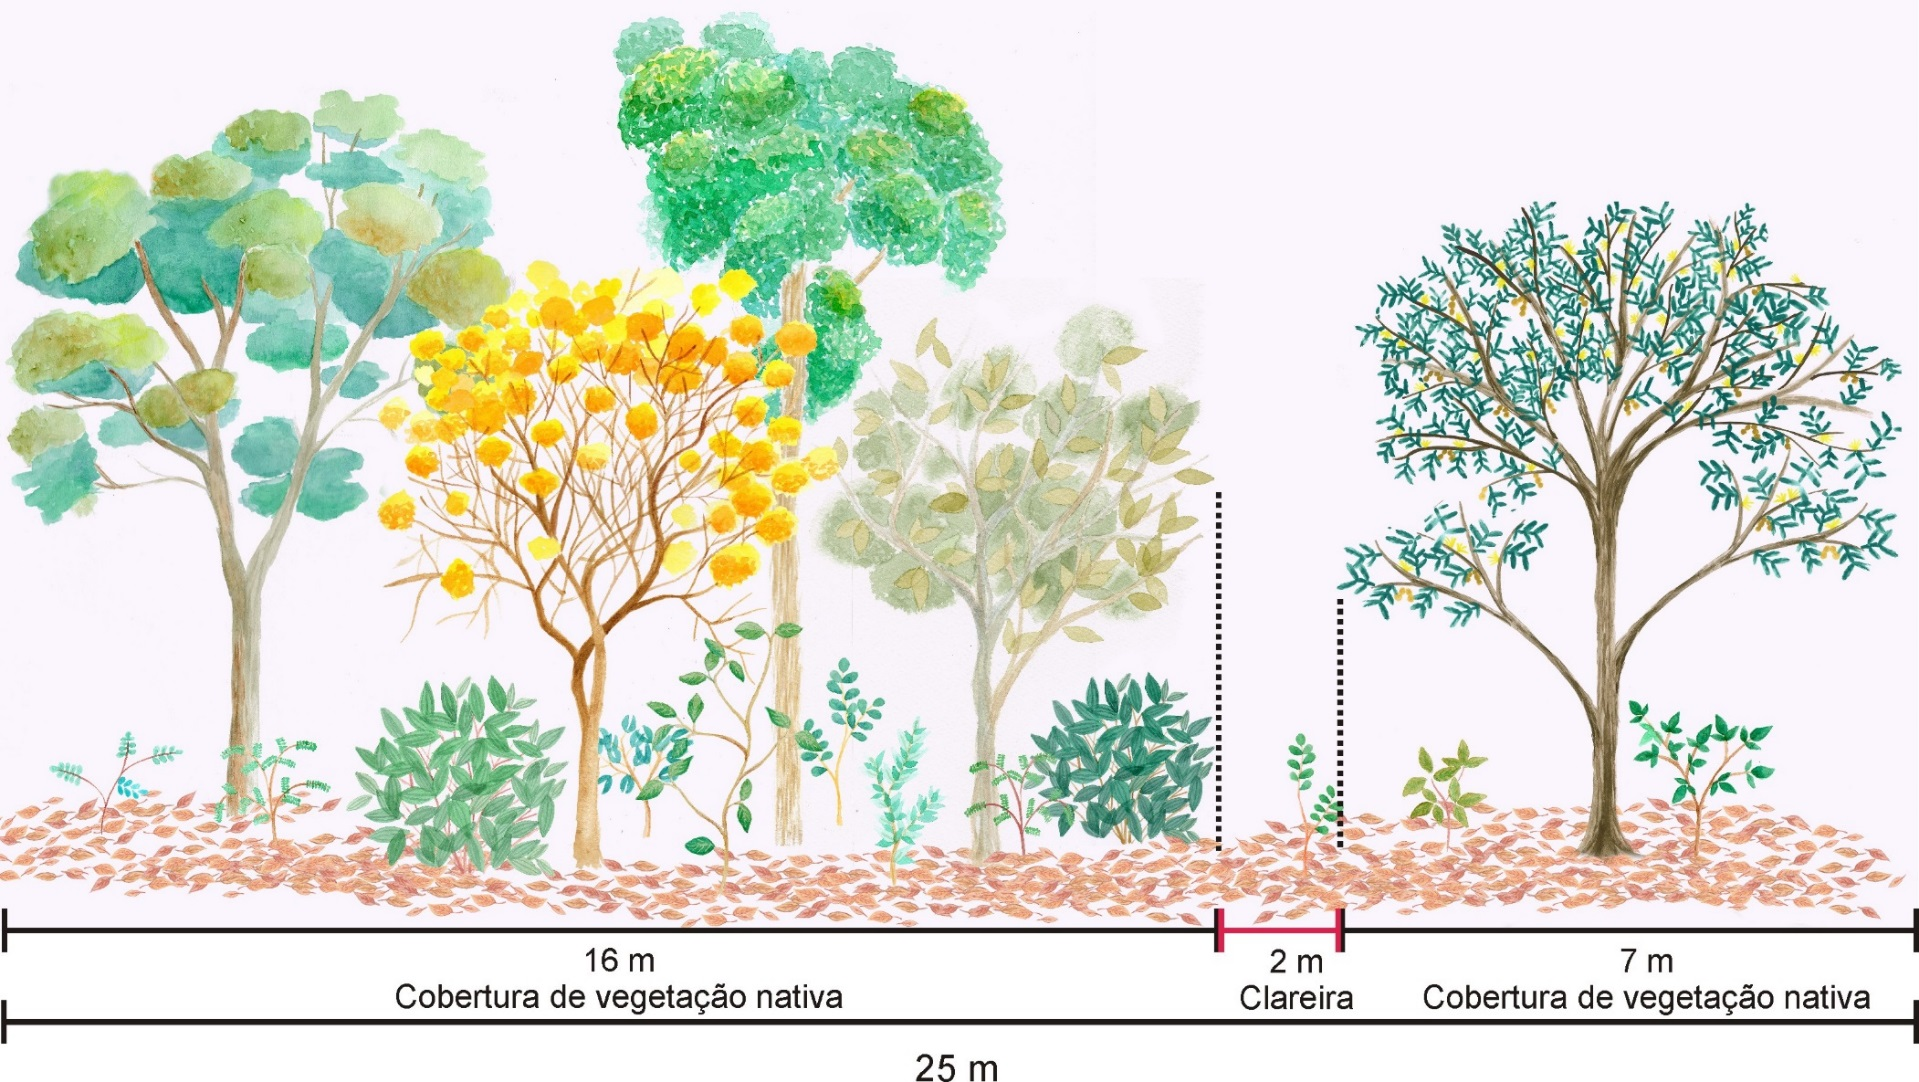 16 m
Cobertura de vegetação nativa
2 m
Clareira
7 m
Cobertura de vegetação nativa
25 m